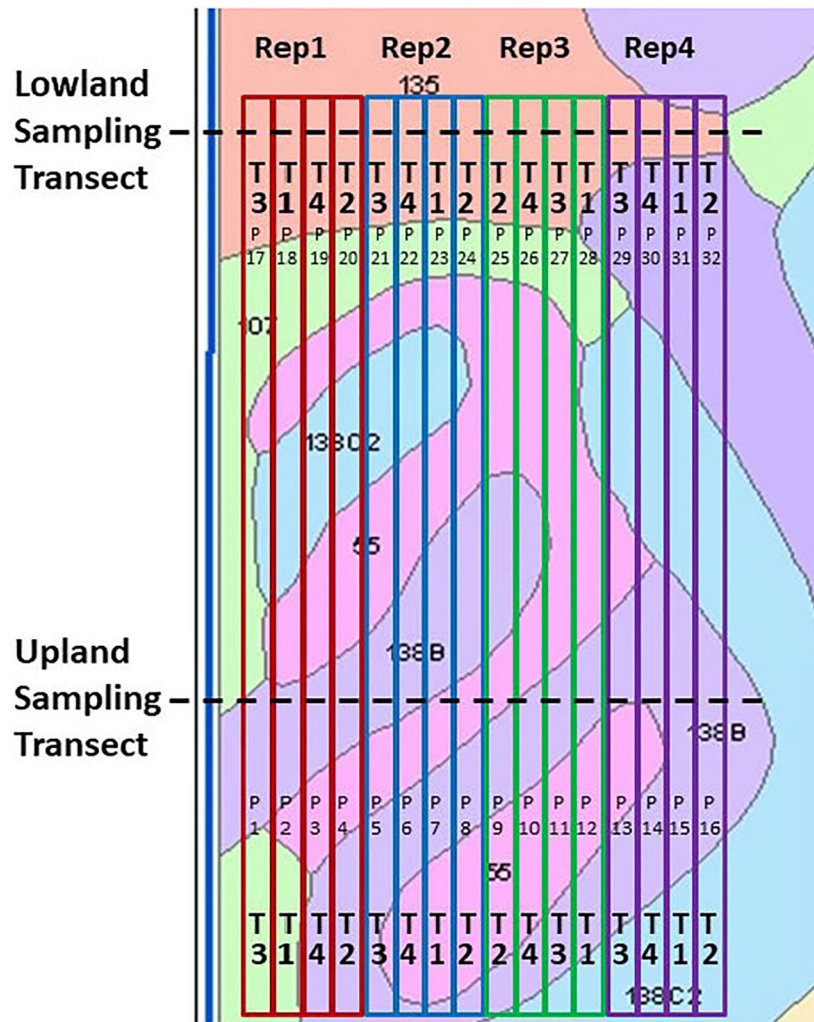 Rep1 Rep2 Rep3 Rep4
135
Lowland
Sampling
Transect
T T T T T T T T T T T T T T T T
3 1 4 2 3 4 1 2 2 4 3 1 3 4 1 2
P P P P P P P P P P P P P P P P
17 18 19 20 21 22 23 24 25 26 27 28 29 30 31 32
107
138C2
55
138B
Upland
Sampling
Transect
138B
P P P P P P P P P P P P P P P P
1 2 3 4 5 6 7 8 9 10 11 12 13 14 15 16
55
T T T T T T T T T T T T T T T T
3 1 4 2 3 4 1 2 2 4 3 1 3 4 1 2
138C2